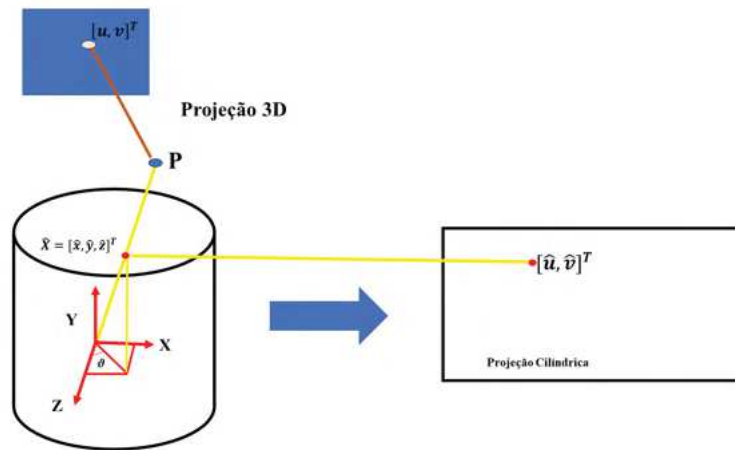 [u, v]ᵀ
Projeção 3D
P
X̂ = [x̂, ŷ, ẑ]ᵀ
[û, v̂]ᵀ
Y
X
θ
Z
Projeção Cilíndrica